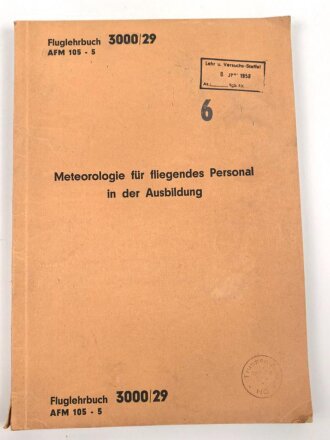 Fluglehrbuch 3000/29
AFM 105 - 5
Lehr u. Versuchs-Staffel
1958
6
Meteorologie für fliegendes Personal
in der Ausbildung
Fluglehrbuch 3000/29
AFM 105 - 5